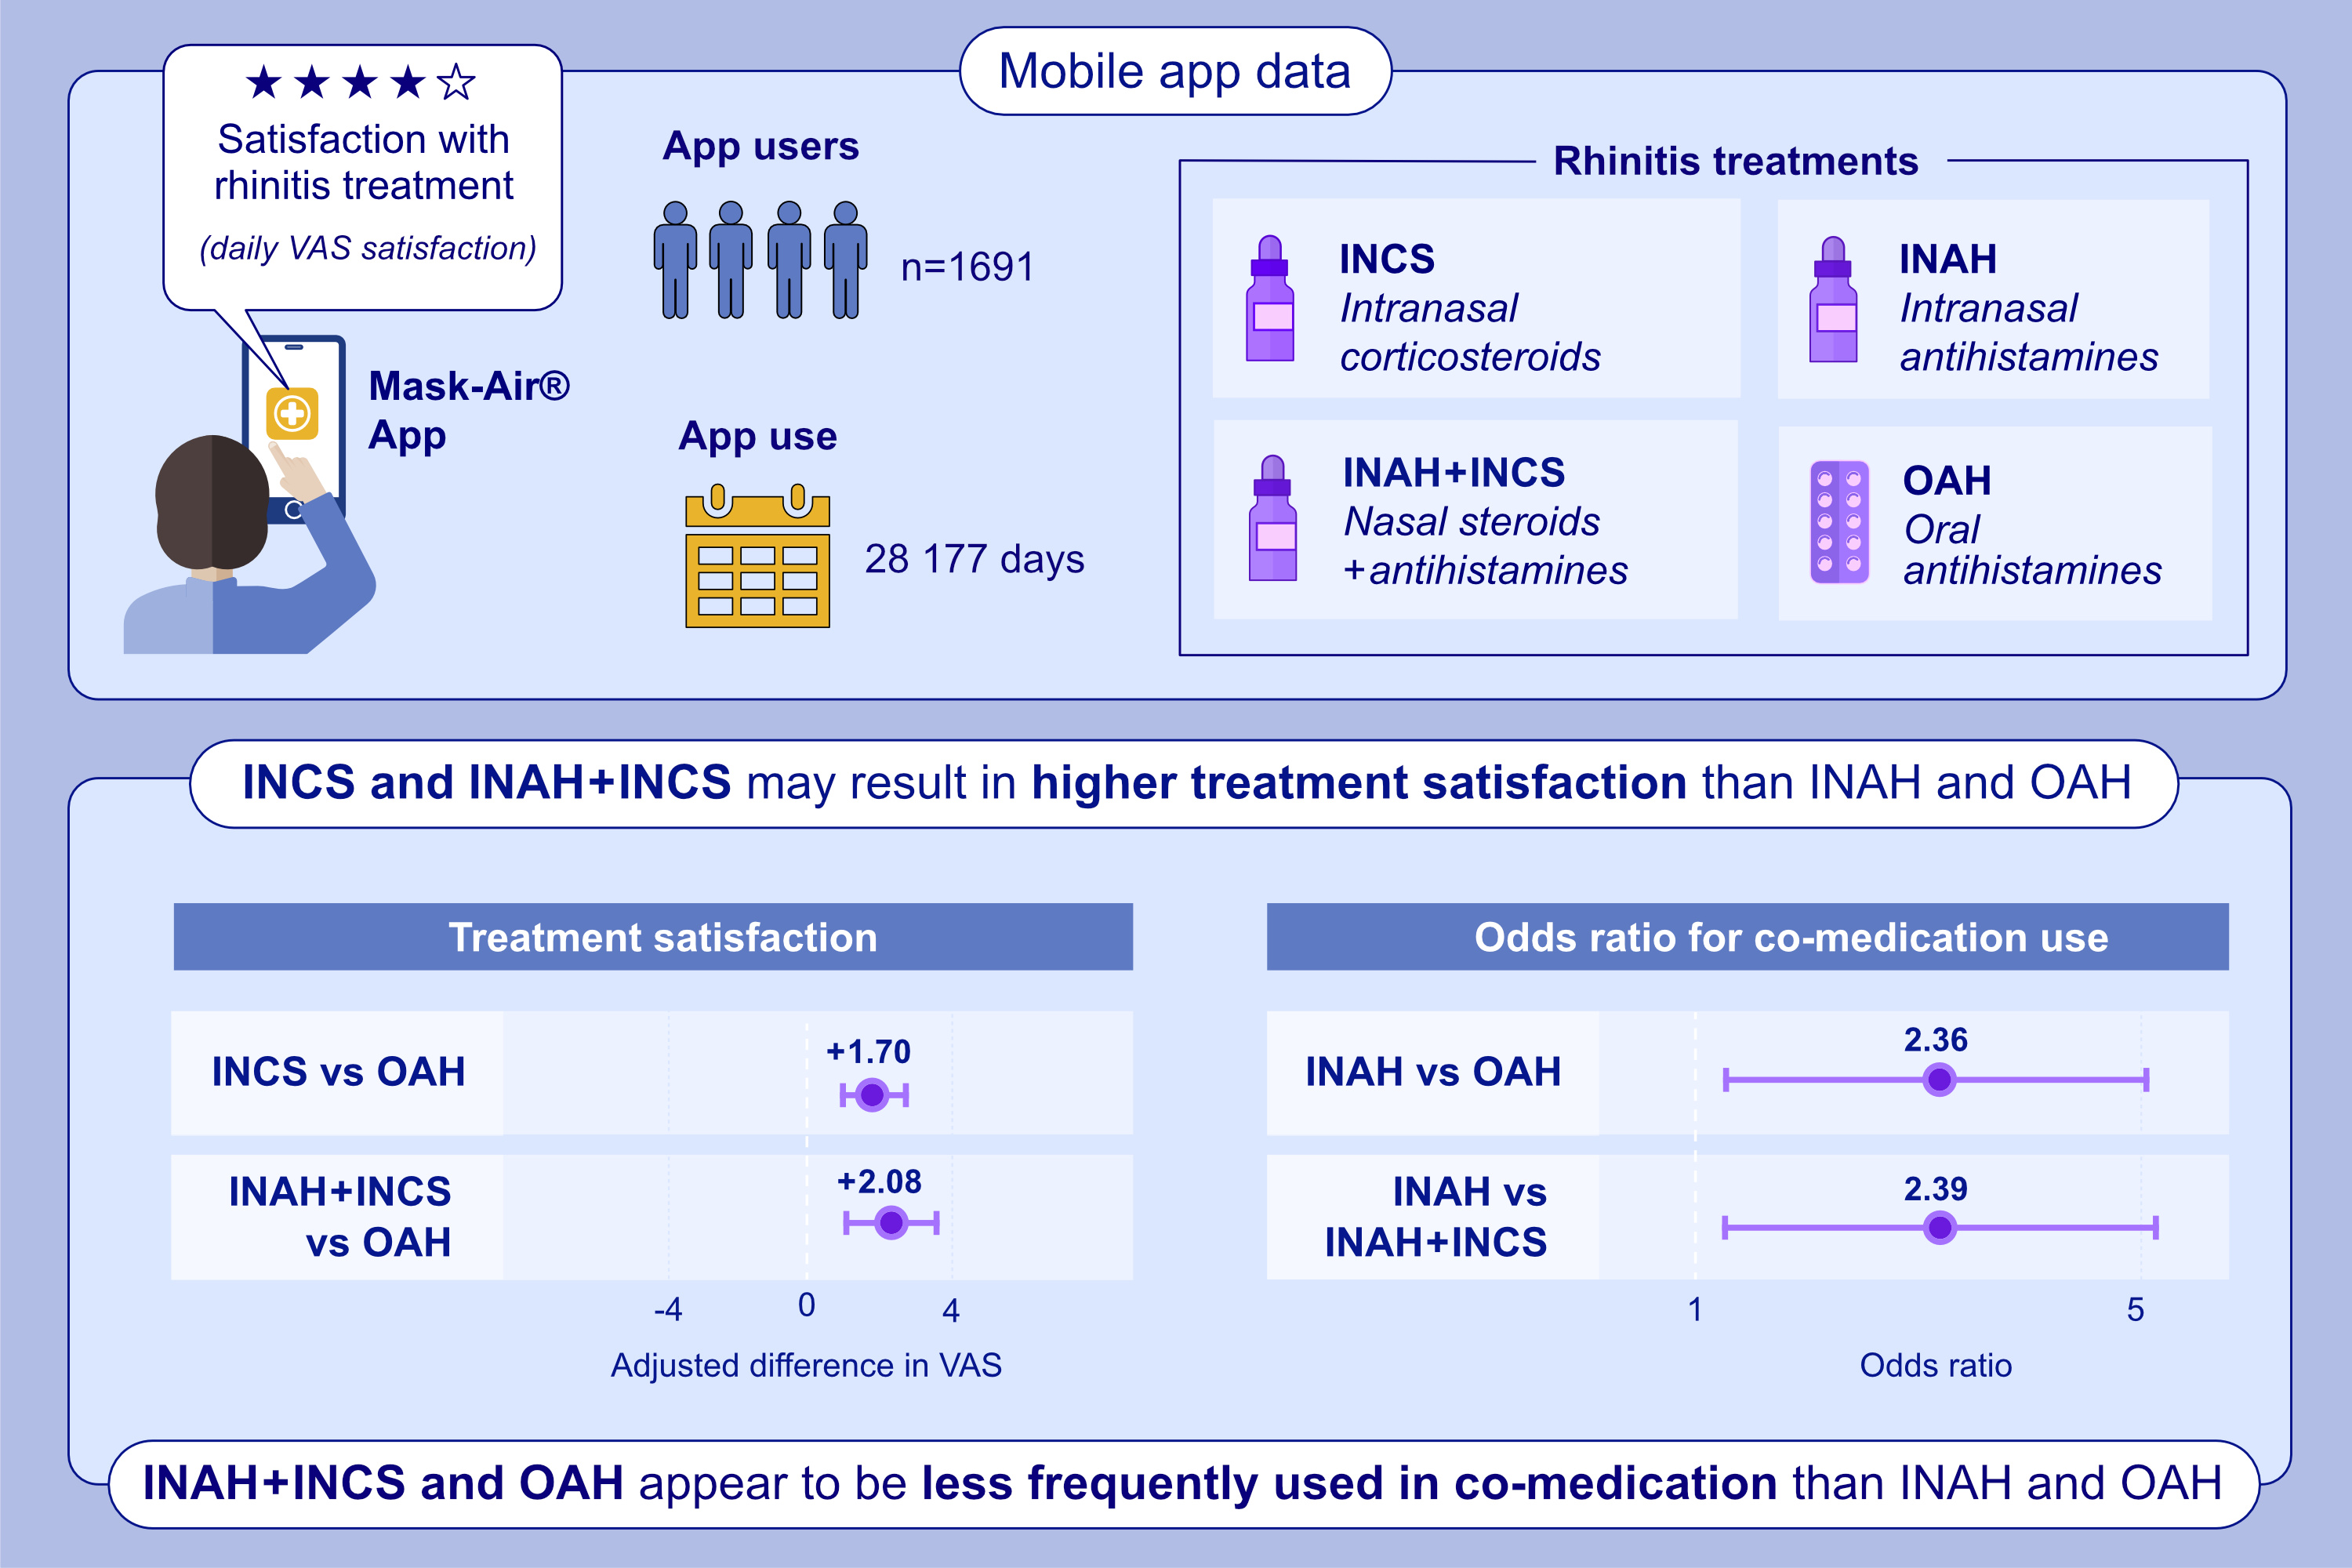 Mobile app data
Satisfaction with
rhinitis treatment
(daily VAS satisfaction)
Mask-Air®
App
App users
n=1691
App use
28 177 days
Rhinitis treatments
INCS
Intranasal
corticosteroids
INAH
Intranasal
antihistamines
INAH+INCS
Nasal steroids
+antihistamines
OAH
Oral
antihistamines
INCS and INAH+INCS may result in higher treatment satisfaction than INAH and OAH
Treatment satisfaction
INCS vs OAH
+1.70
INAH+INCS
vs OAH
+2.08
-4 0 4
Adjusted difference in VAS
Odds ratio for co-medication use
INAH vs OAH
2.36
INAH vs
INAH+INCS
2.39
1 5
Odds ratio
INAH+INCS and OAH appear to be less frequently used in co-medication than INAH and OAH